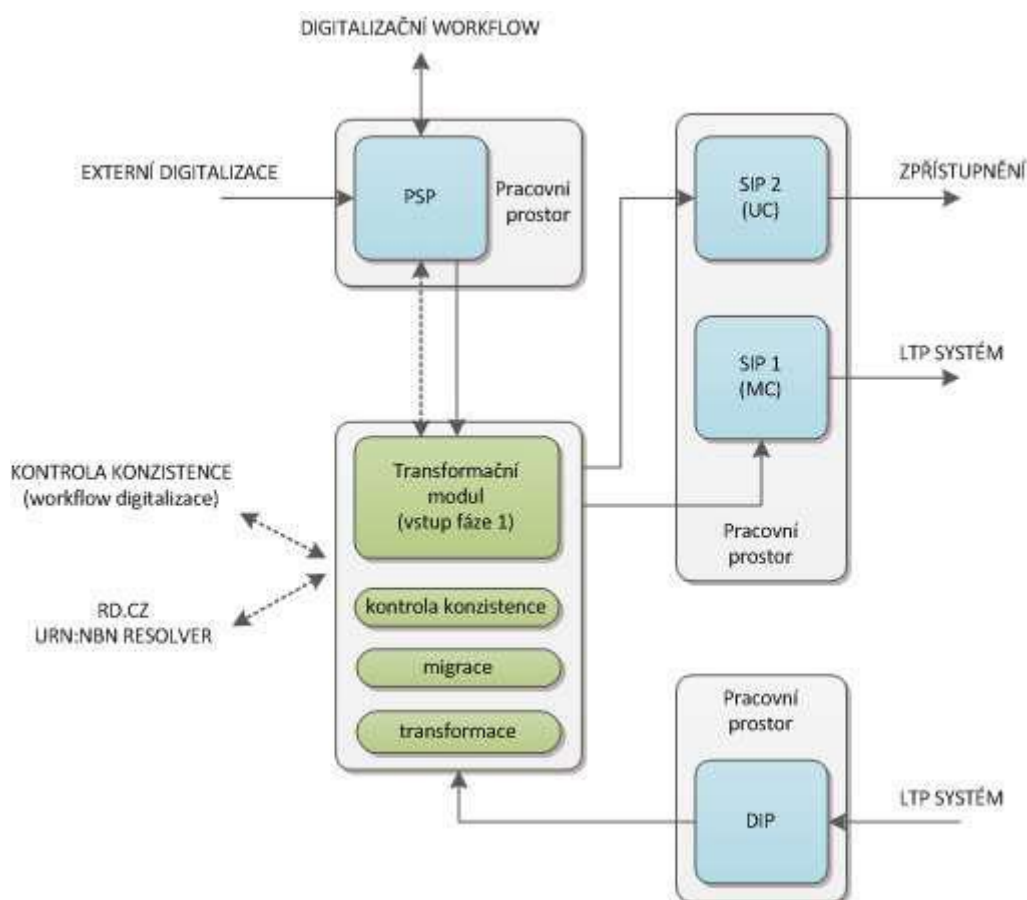 DIGITALIZAČNÍ WORKFLOW
EXTERNÍ DIGITALIZACE
PSP
Pracovní
prostor
SIP 2
(UC)
ZPŘÍSTUPNĚNÍ
SIP 1
(MC)
LTP SYSTÉM
Pracovní
prostor
Transformační
modul
(vstup fáze 1)
KONTROLA KONZISTENCE
(workflow digitalizace)
RD.CZ
URN:NBN RESOLVER
kontrola konzistence
migrace
transformace
Pracovní
prostor
DIP
LTP SYSTÉM